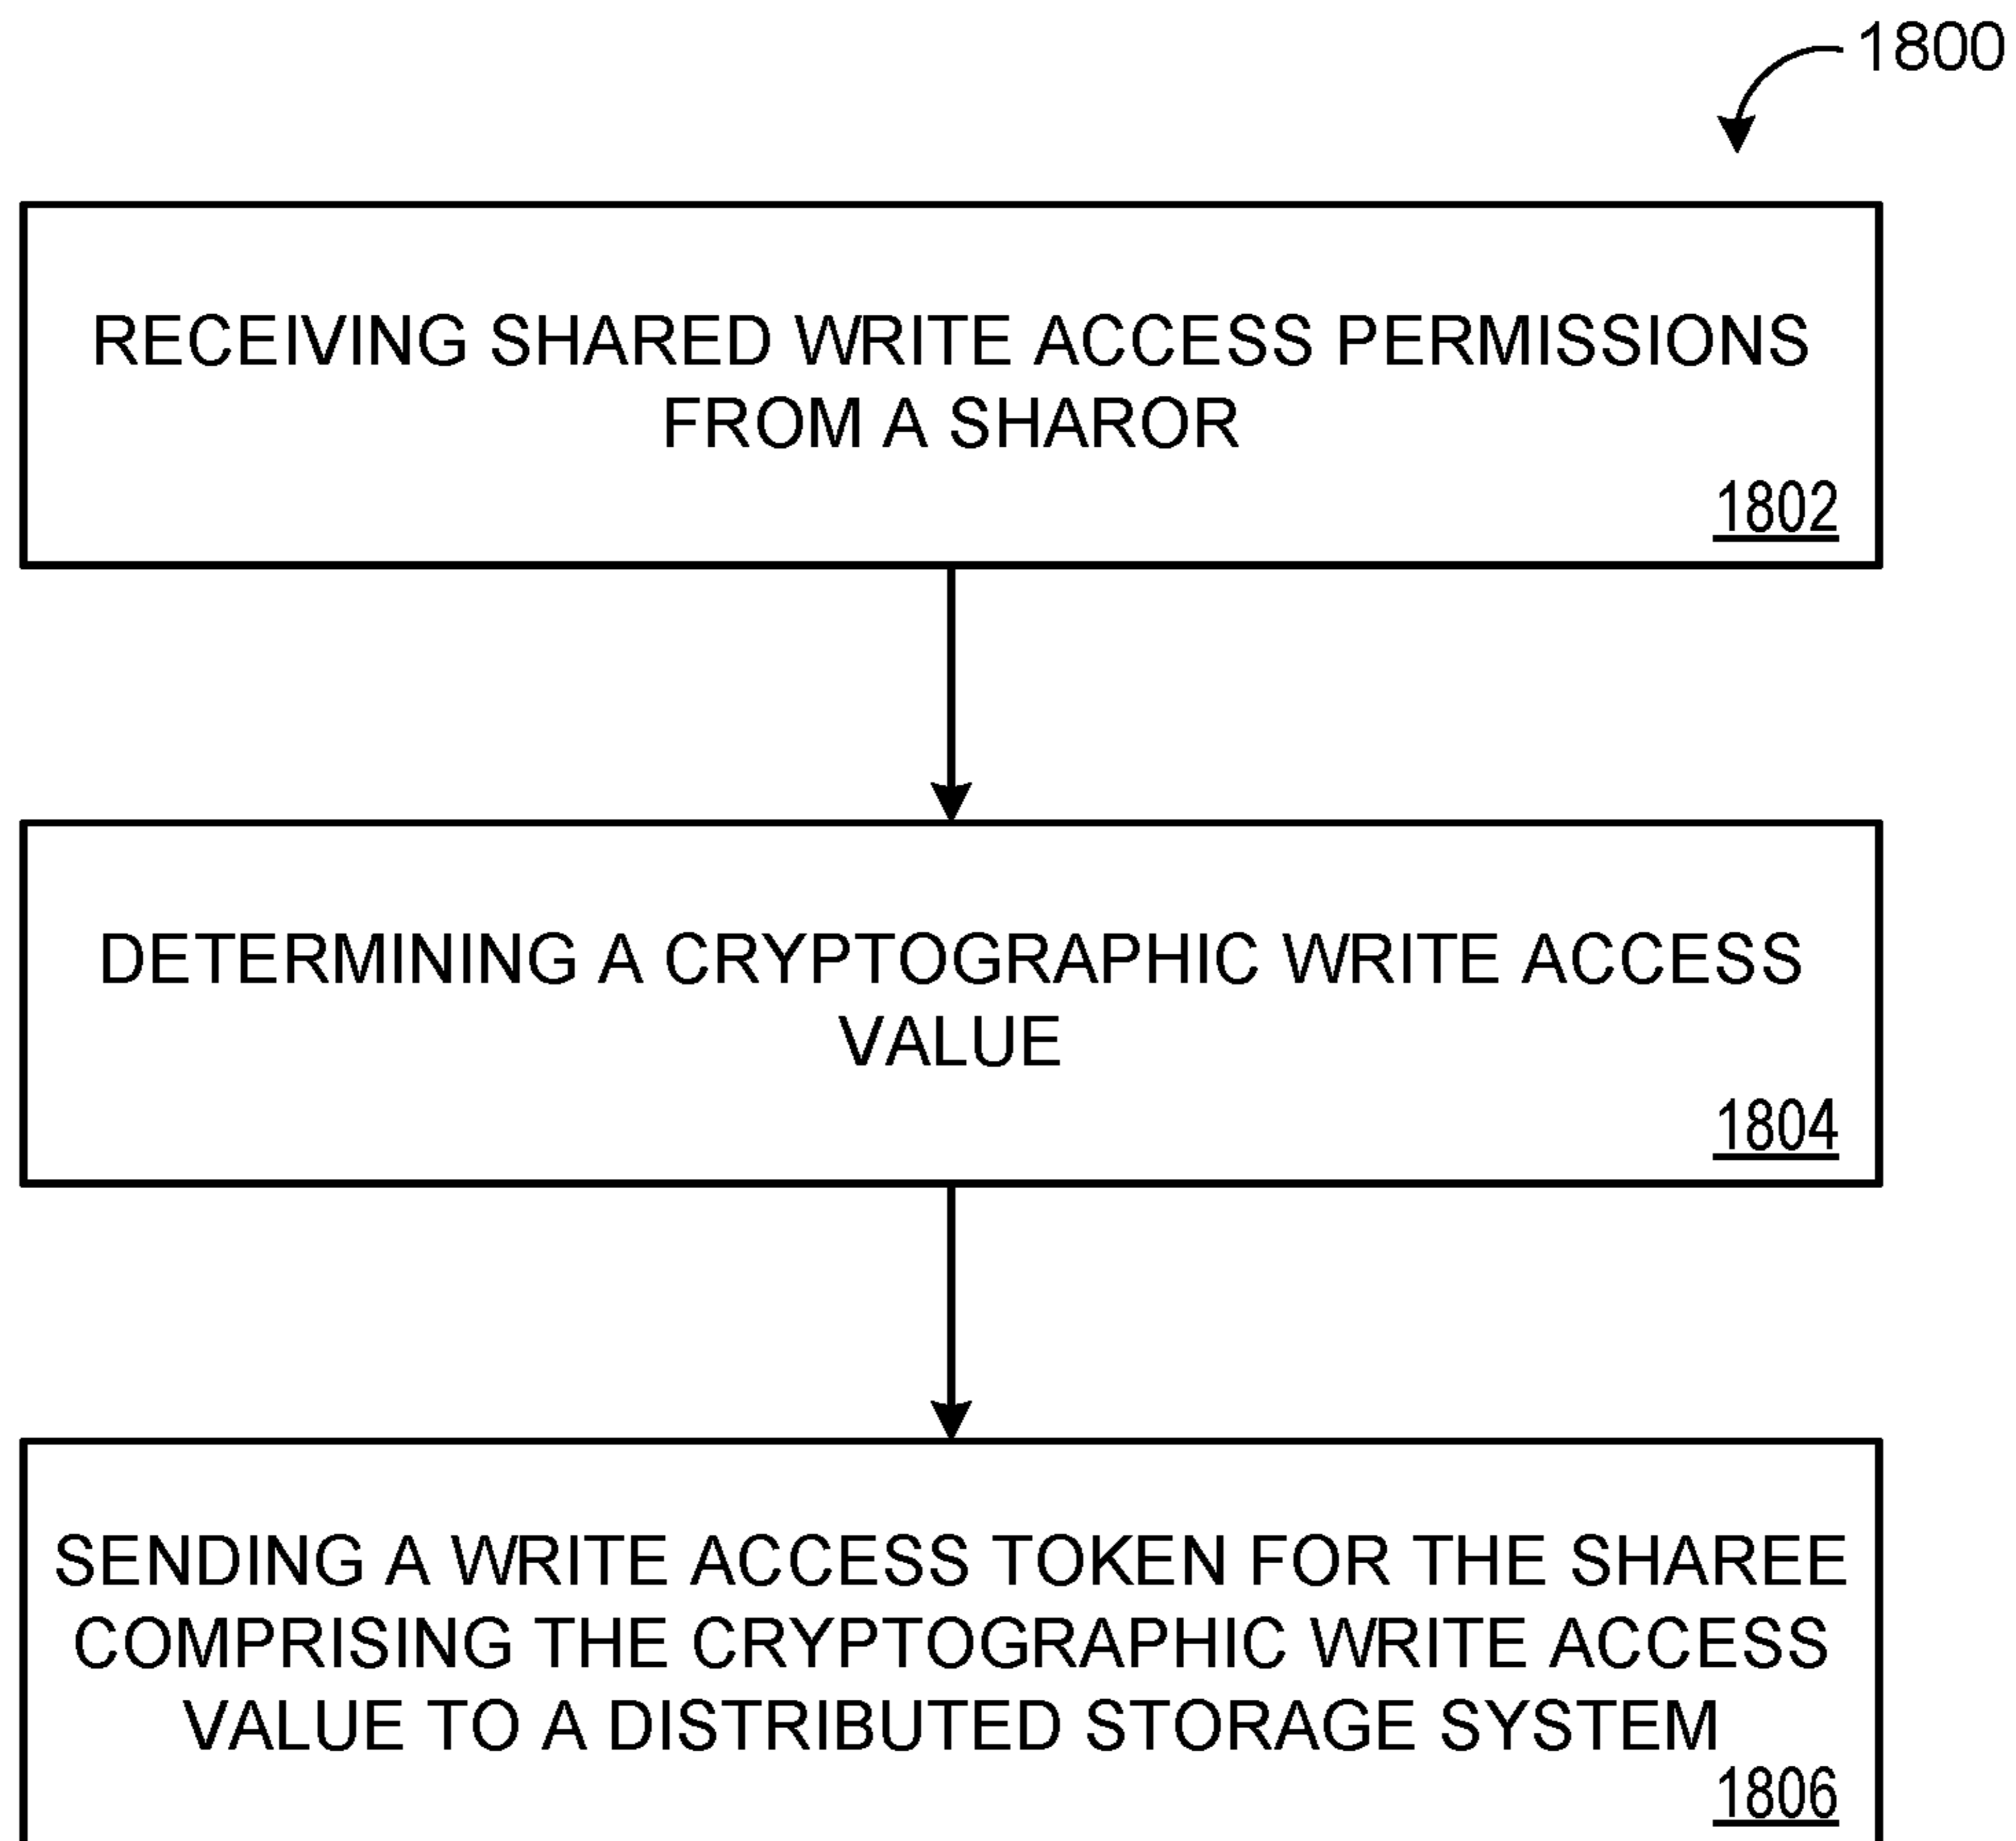 1800
RECEIVING SHARED WRITE ACCESS PERMISSIONS
FROM A SHAROR
1802
DETERMINING A CRYPTOGRAPHIC WRITE ACCESS
VALUE
1804
SENDING A WRITE ACCESS TOKEN FOR THE SHAREE
COMPRISING THE CRYPTOGRAPHIC WRITE ACCESS
VALUE TO A DISTRIBUTED STORAGE SYSTEM
1806